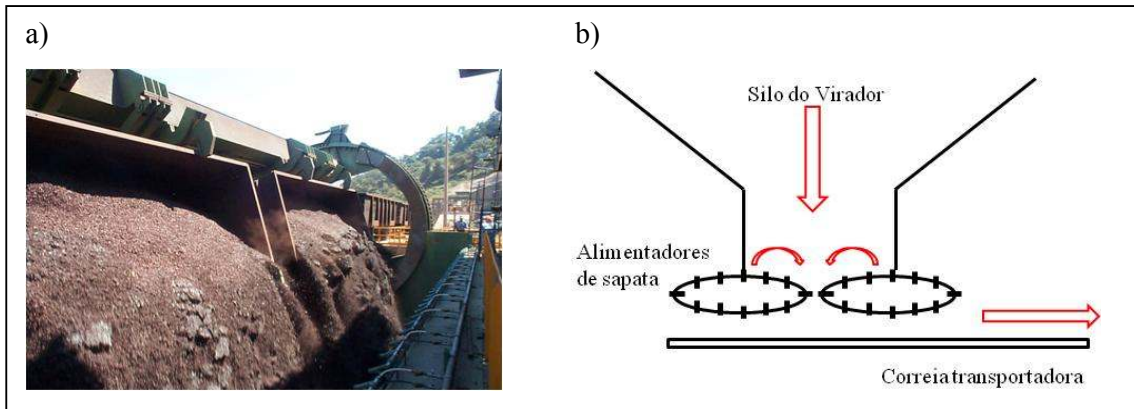 a)
b)
Silo do Virador
Alimentadores
de sapata
Correia transportadora